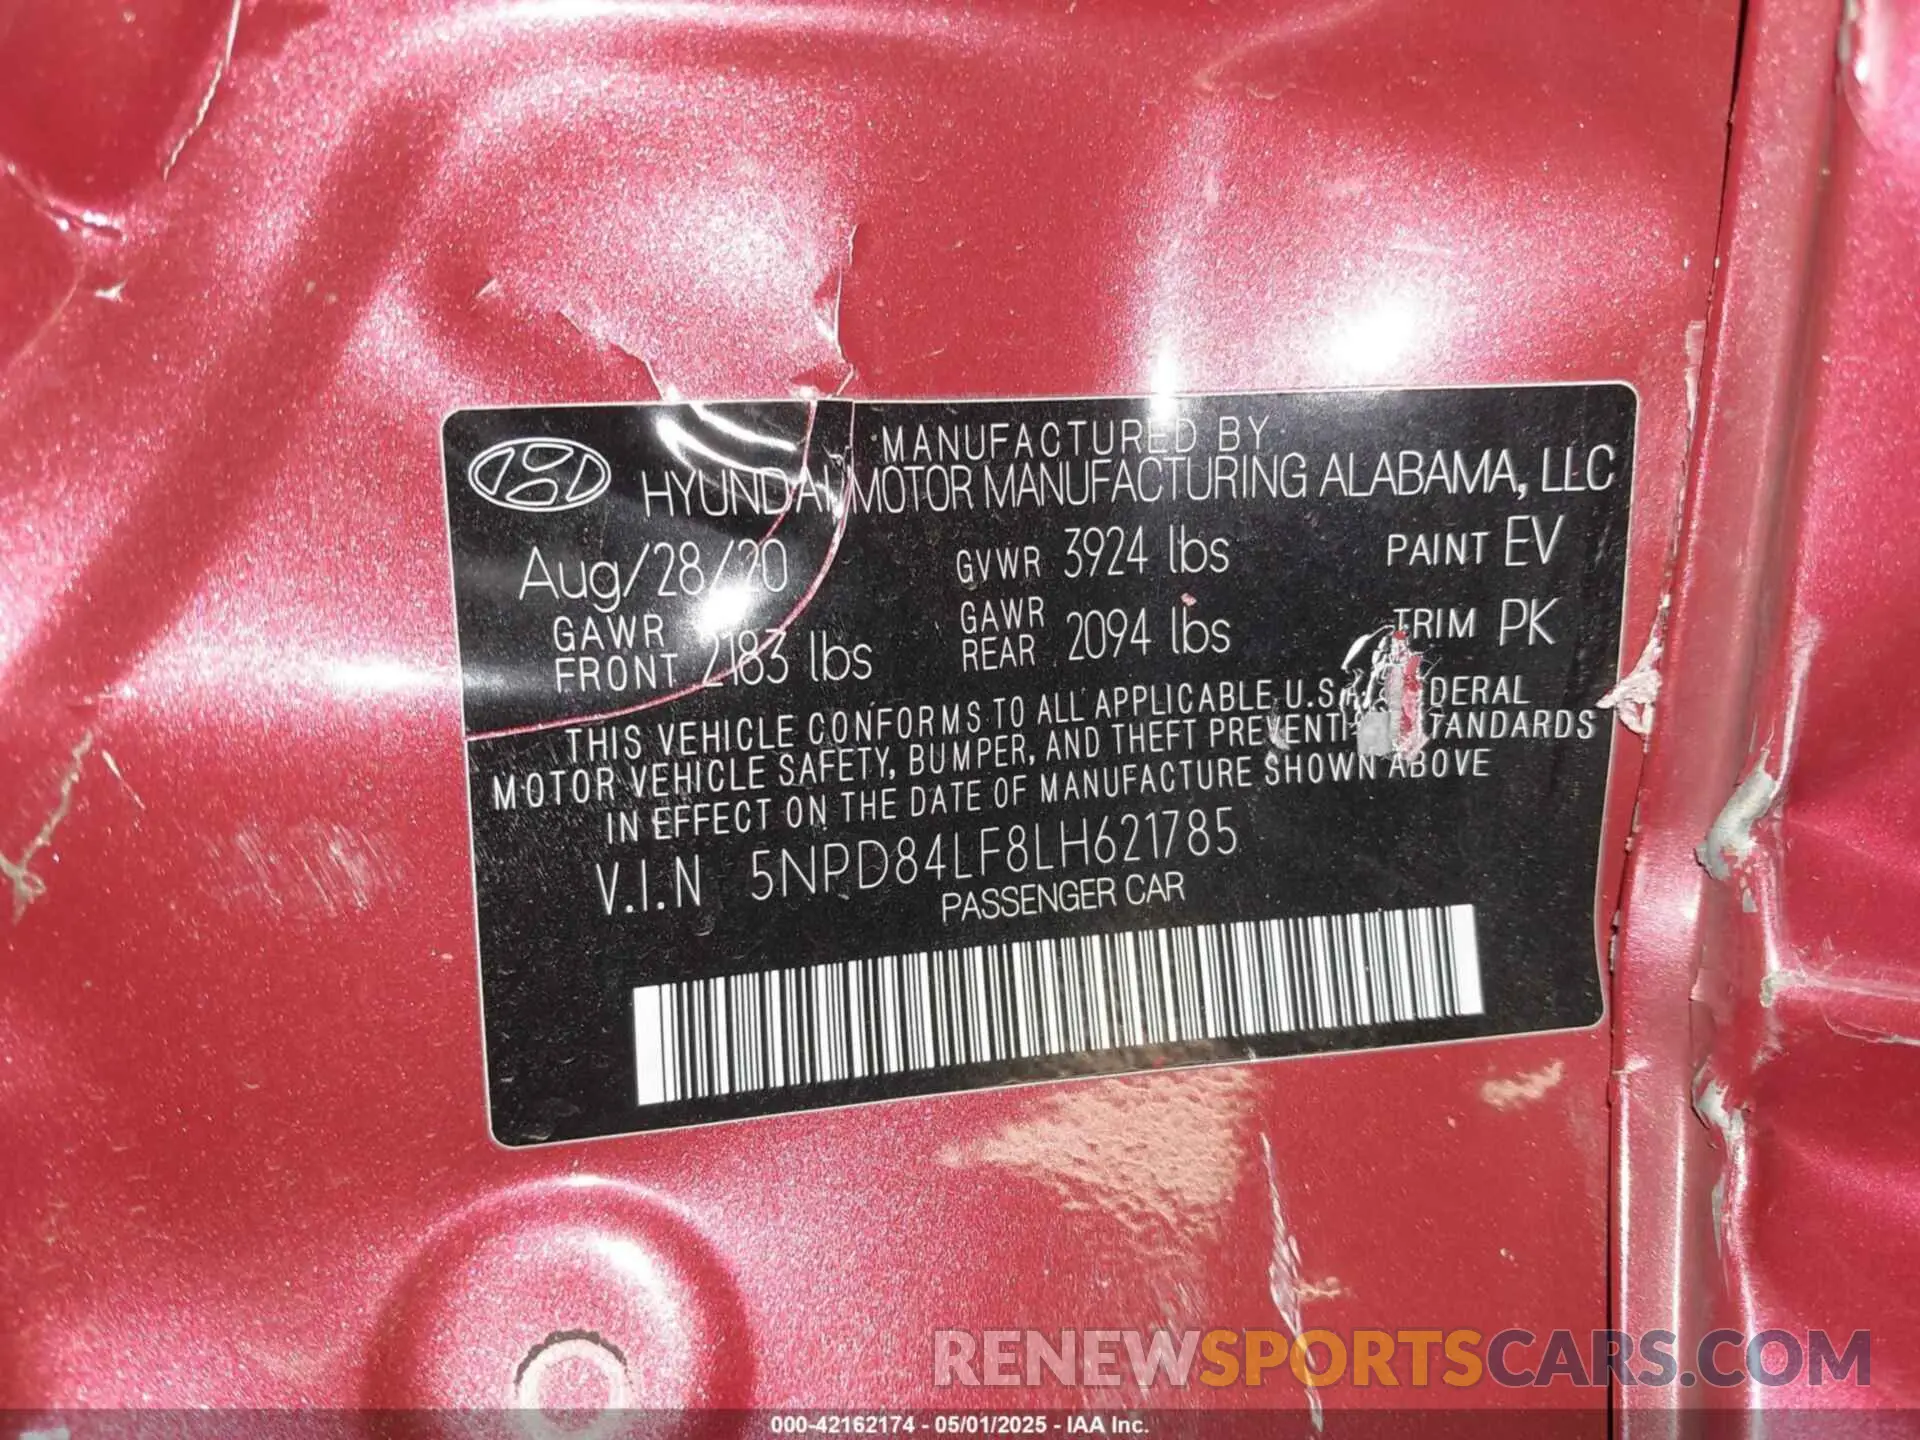 MANUFACTURED BY
HYUNDAI MOTOR MANUFACTURING ALABAMA, LLC
Aug/28/20 GVWR 3924 lbs PAINT EV
GAWR FRONT 2183 lbs GAWR REAR 2094 lbs TRIM PK
THIS VEHICLE CONFORMS TO ALL APPLICABLE U.S. DERAL
MOTOR VEHICLE SAFETY, BUMPER, AND THEFT PREVENTI TANDARDS
IN EFFECT ON THE DATE OF MANUFACTURE SHOWN ABOVE
V.I.N 5NPD84LF8LH621785
PASSENGER CAR
RENEWSPORTSCARS.COM
000-42162174 - 05/01/2025 - IAA Inc.